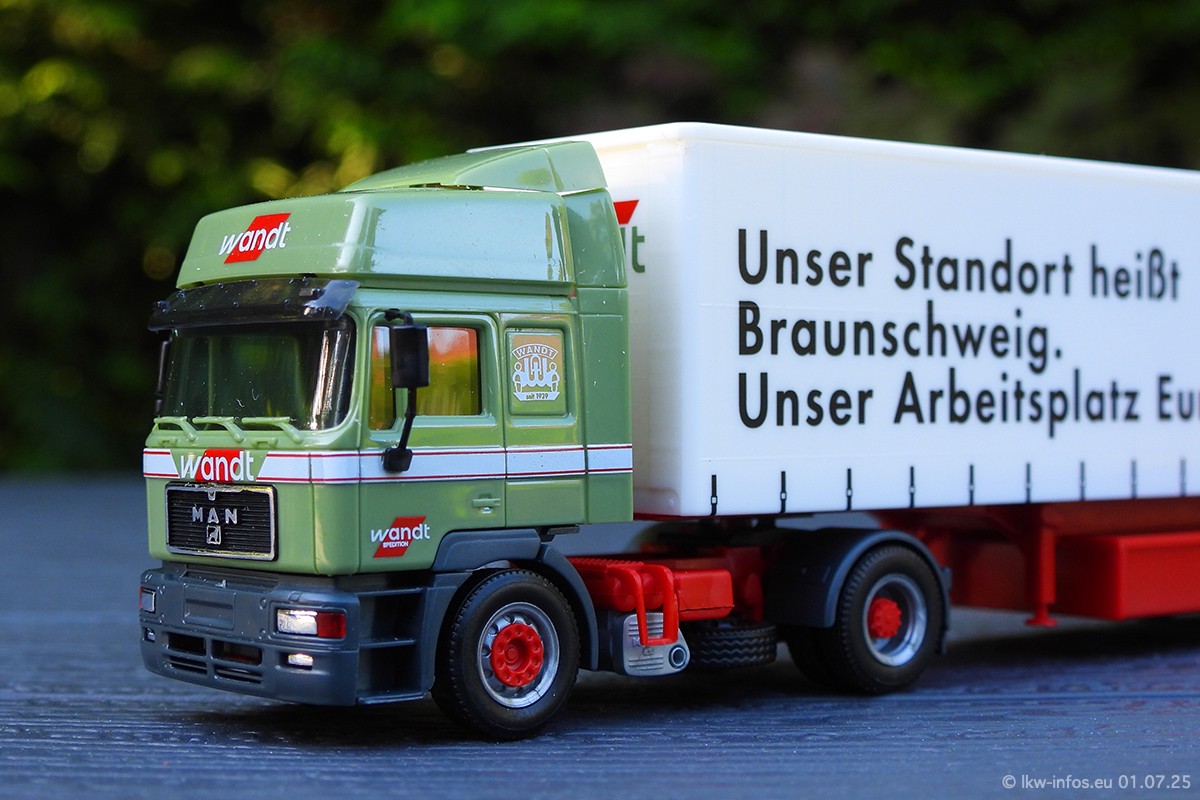 wandt
WANDT
seit 1929
wandt
MAN
wandt
SPEDITION
Unser Standort heißt
Braunschweig.
Unser Arbeitsplatz Eu
© lkw-infos.eu 01.07.25